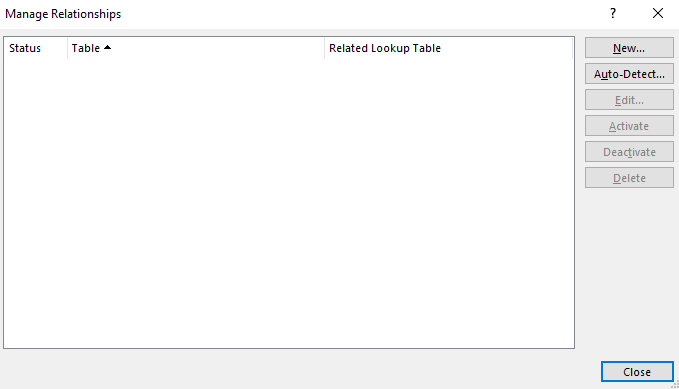 Manage Relationships
?
Status Table Related Lookup Table
New...
Auto-Detect...
Edit...
Activate
Deactivate
Delete
Close